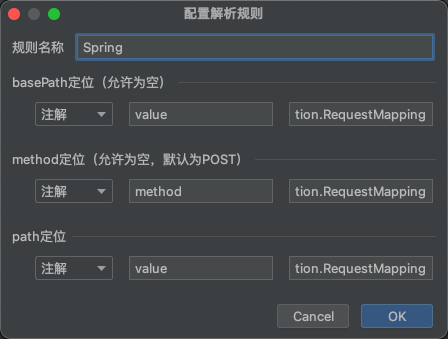 配置解析规则
规则名称 Spring
basePath定位（允许为空）
注解 value tion.RequestMapping
method定位（允许为空，默认为POST）
注解 method tion.RequestMapping
path定位
注解 value tion.RequestMapping
Cancel OK